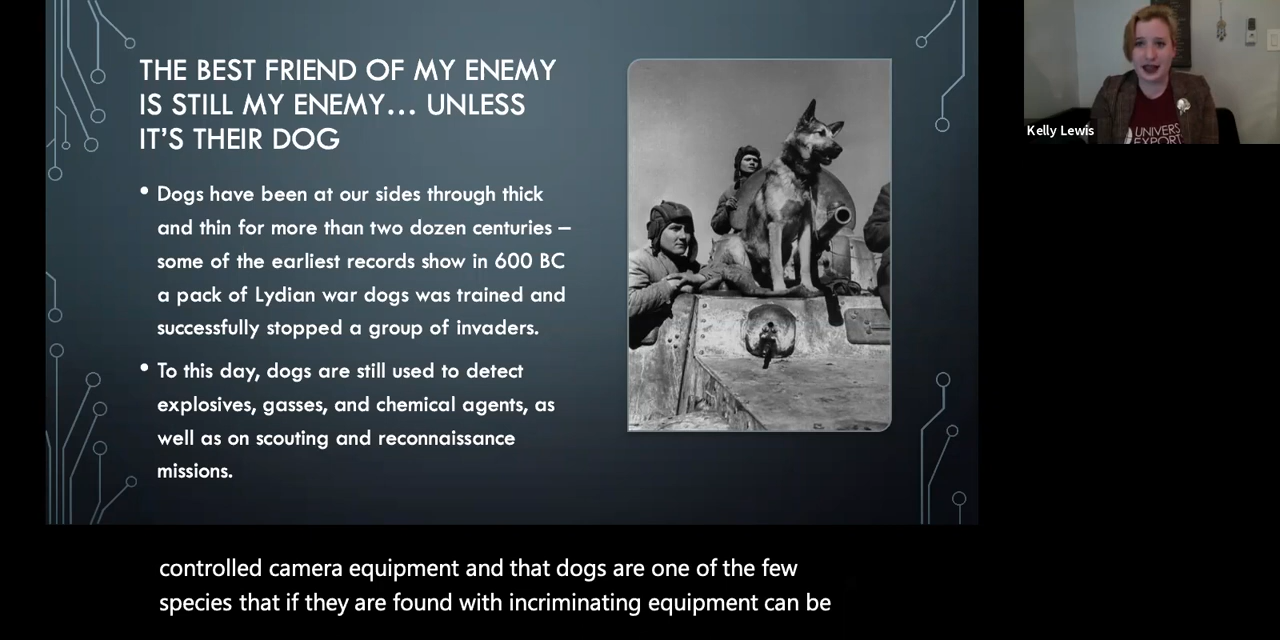 THE BEST FRIEND OF MY ENEMY
IS STILL MY ENEMY... UNLESS
IT'S THEIR DOG
• Dogs have been at our sides through thick
and thin for more than two dozen centuries –
some of the earliest records show in 600 BC
a pack of Lydian war dogs was trained and
successfully stopped a group of invaders.
• To this day, dogs are still used to detect
explosives, gasses, and chemical agents, as
well as on scouting and reconnaissance
missions.
Kelly Lewis
UNIVERS
EXPOR
controlled camera equipment and that dogs are one of the few
species that if they are found with incriminating equipment can be